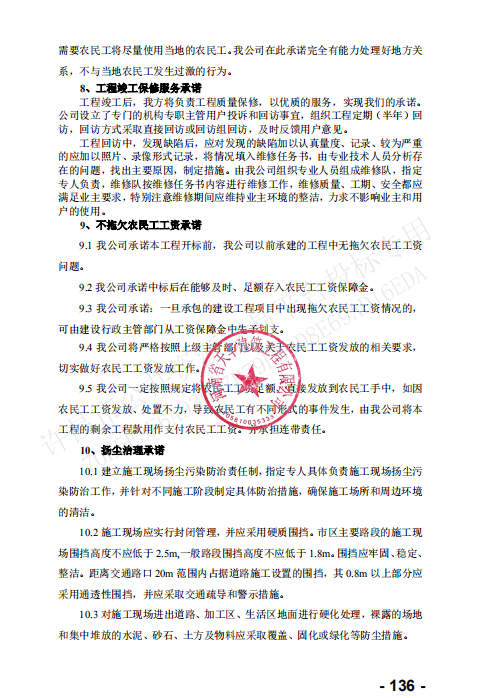 需要农民工将尽量使用当地的农民工。我公司在此承诺完全有能力处理好地方关
系，不与当地农民工发生过激的行为。
8、工程竣工保修服务承诺
工程竣工后，我方将负责工程质量保修，以优质的服务，实现我们的承诺。
公司设立了专门的机构专职主管用户投诉和回访事宜，组织工程定期（半年）回
访，回访方式采取直接回访或回访组回访，及时反馈用户意见。
工程回访中，发现缺陷后，应对发现的缺陷加以认真量度、记录、较为严重
的应加以照片、录像形式记录，将情况填入维修任务书，由专业技术人员分析存
在的问题，找出主要原因，制定措施。由我公司组织专业人员组成维修队，指定
专人负责，维修队按维修任务书内容进行维修工作，维修质量、工期、安全都应
满足业主要求，特别注意维修期间应维持业主环境的整洁，力求不影响业主和用
户的使用。
9、不拖欠农民工工资承诺
9.1 我公司承诺本工程开标前，我公司以前承建的工程中无拖欠农民工工资
问题。
9.2 我公司承诺中标后在能够及时、足额存入农民工工资保障金。
9.3 我公司承诺：一旦承包的建设工程项目中出现拖欠农民工工资情况的，
可由建设行政主管部门从工资保障金中先予划支。
9.4 我公司将严格按照上级主管部门及有关于农民工工资发放的相关要求，
切实做好农民工工资发放工作。
9.5 我公司一定按照规定将农民工工资足额、直接发放到农民工手中，如因
农民工工资发放、处置不力，导致农民工有不同形式的事件发生，由我公司将本
工程的剩余工程款用作支付农民工工资。并承担连带责任。
10、扬尘治理承诺
10.1 建立施工现场扬尘污染防治责任制，指定专人具体负责施工现场扬尘污
染防治工作，并针对不同施工阶段制定具体防治措施，确保施工场所和周边环境
的清洁。
10.2 施工现场应实行封闭管理，并应采用硬质围挡。市区主要路段的施工现
场围挡高度不应低于 2.5m,一般路段围挡高度不应低于 1.8m。围挡应牢固、稳定、
整洁。距离交通路口 20m 范围内占据道路施工设置的围挡，其 0.8m 以上部分应
采用通透性围挡，并应采取交通疏导和警示措施。
10.3 对施工现场进出道路、加工区、生活区地面进行硬化处理，裸露的场地
和集中堆放的水泥、砂石、土方及物料应采取覆盖、固化或绿化等防尘措施。
- 136 -